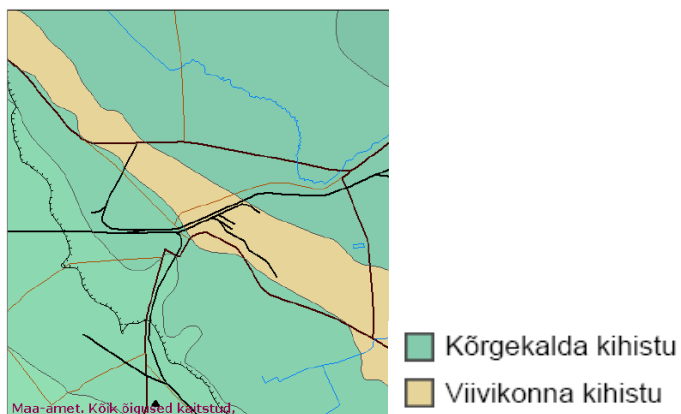 Kõrgekalda kihistu
Viivikonna kihistu
Maa-amet. Kõik õigused kaitstud.